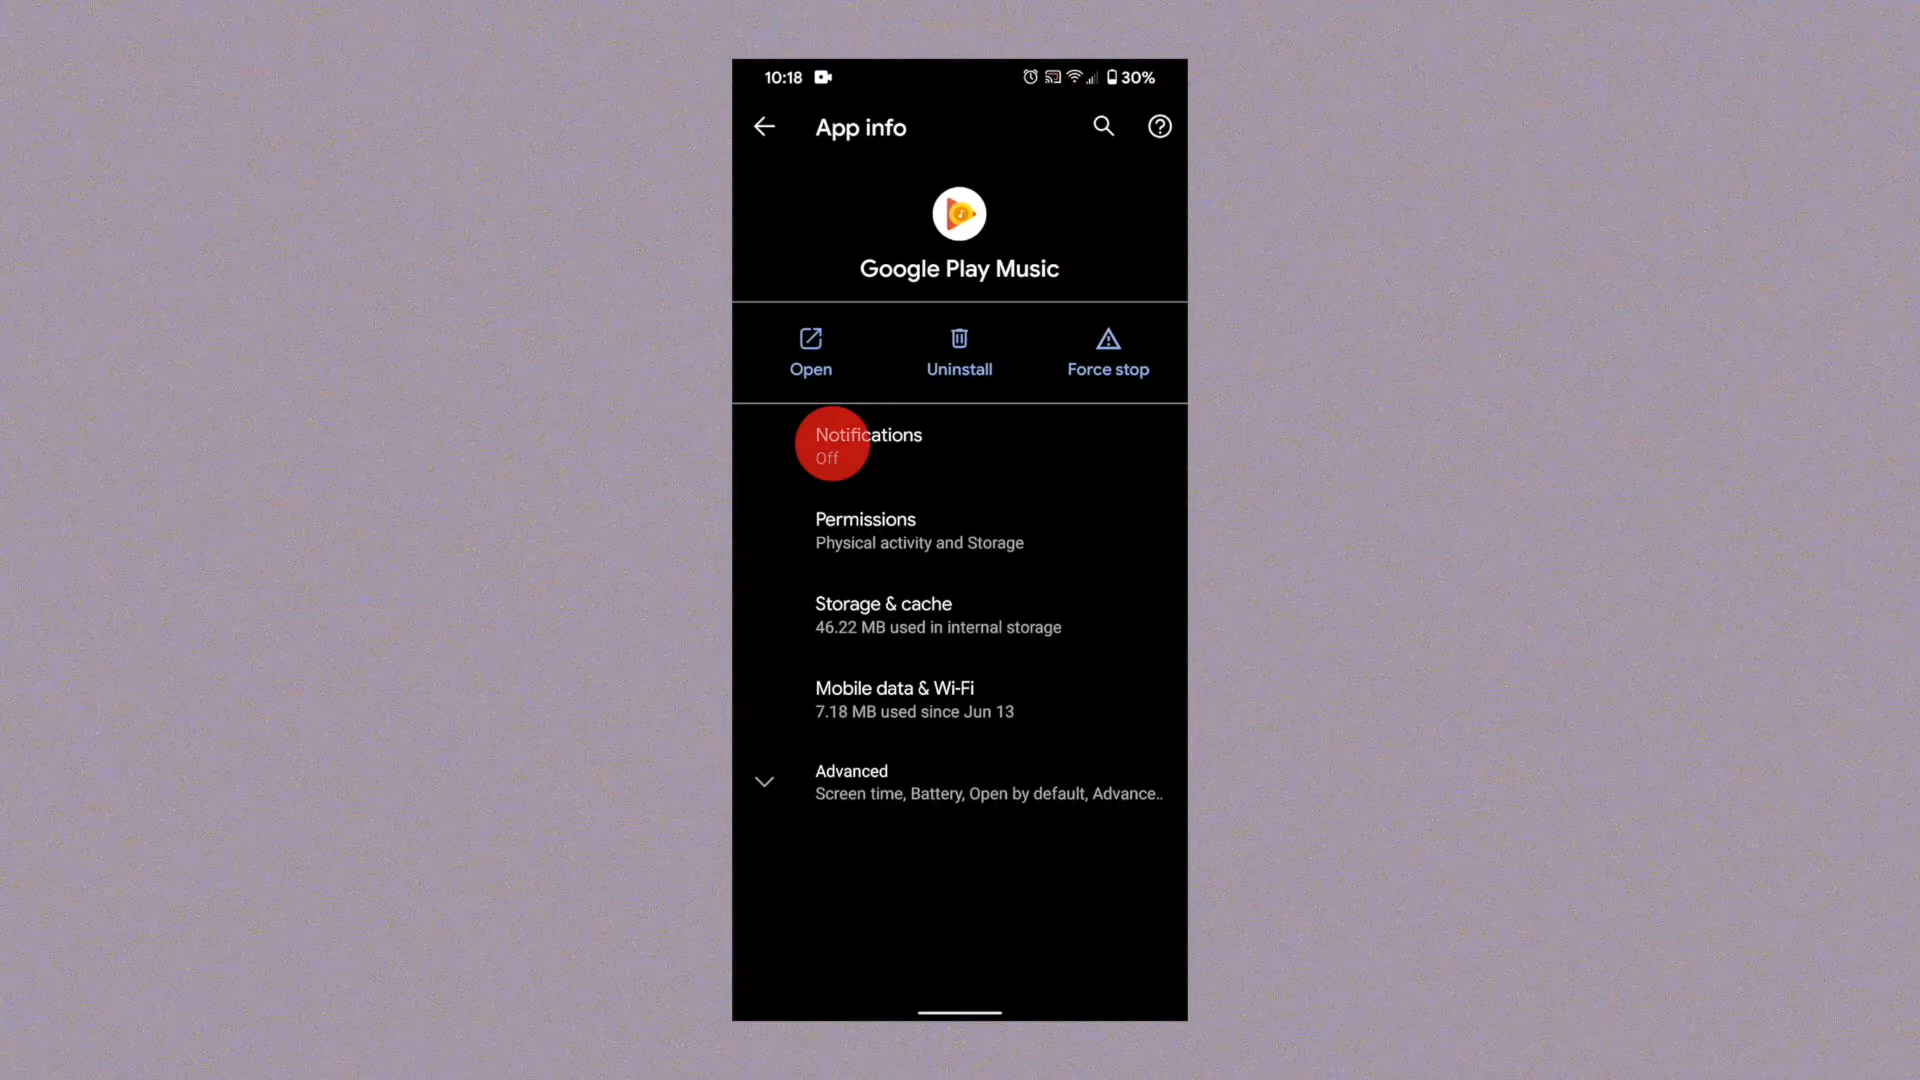 10:18 30%
App info
Google Play Music
Open Uninstall Force stop
Notifications
Off
Permissions
Physical activity and Storage
Storage & cache
46.22 MB used in internal storage
Mobile data & Wi-Fi
7.18 MB used since Jun 13
Advanced
Screen time, Battery, Open by default, Advance..